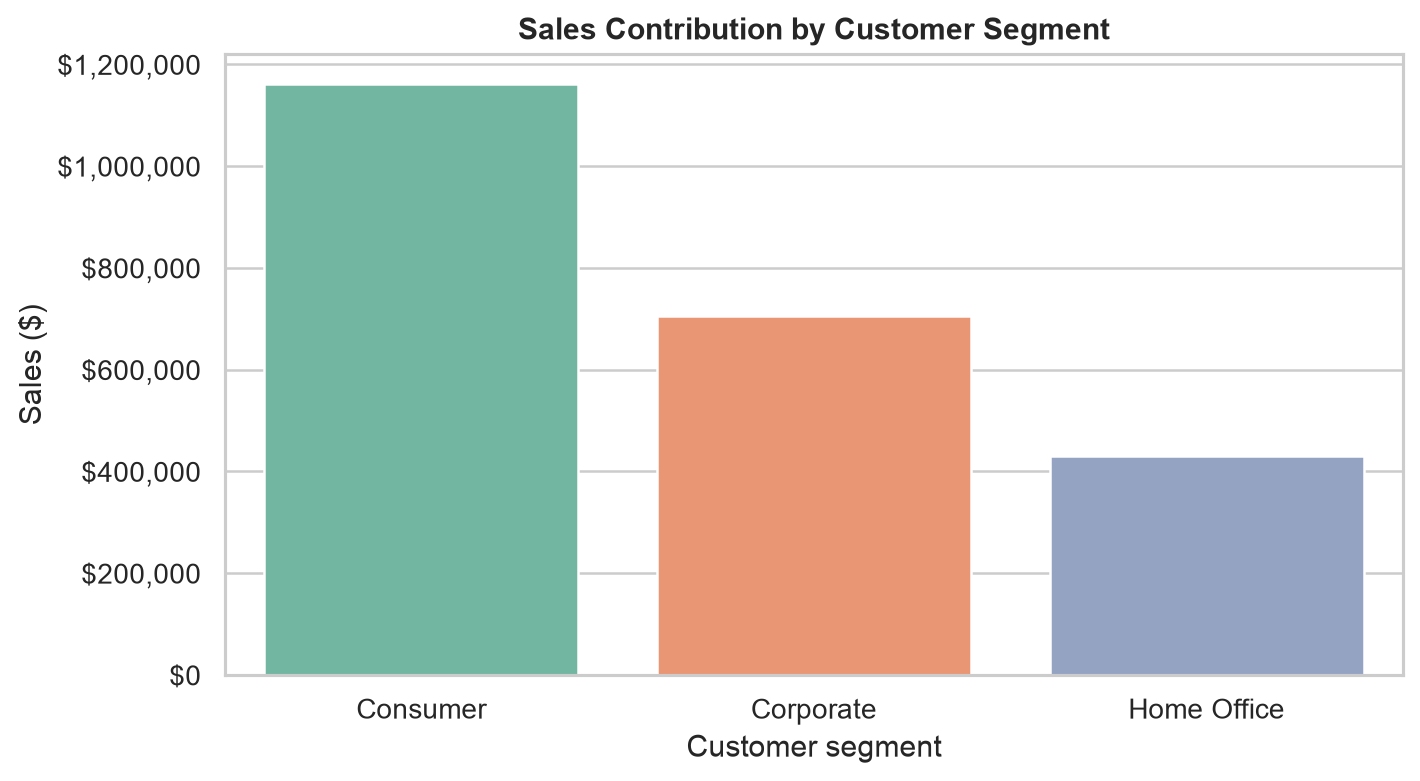 Sales Contribution by Customer Segment
$1,200,000
$1,000,000
$800,000
$600,000
$400,000
$200,000
$0
Sales ($)
Consumer
Corporate
Home Office
Customer segment